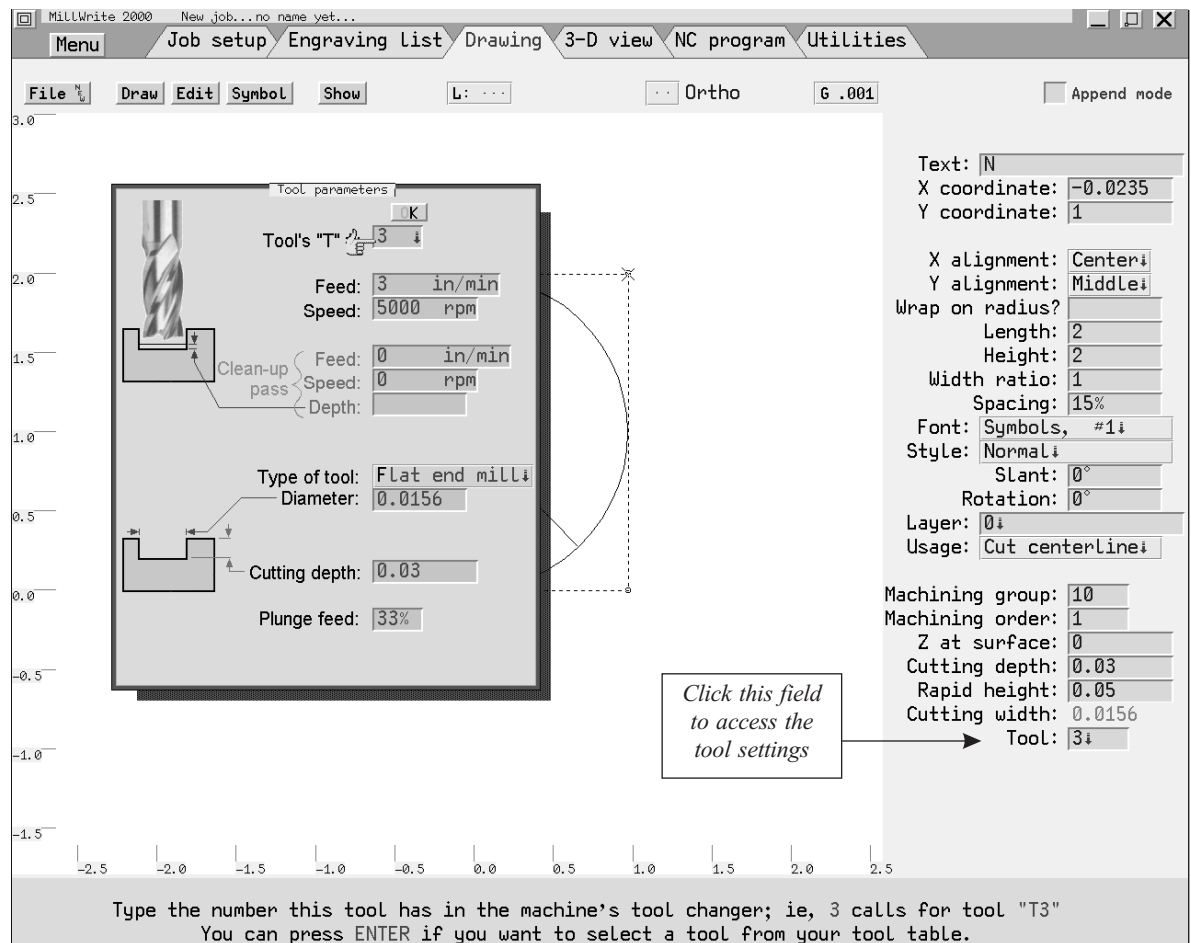 MillWrite 2000 New job...no name yet...
Menu Job setup Engraving list Drawing 3-D view NC program Utilities
File NEW Draw Edit Symbol Show L: ... .. Ortho G .001 Append mode
3.0
2.5
2.0
1.5
1.0
0.5
0.0
-0.5
-1.0
-1.5
-2.5 -2.0 -1.5 -1.0 -0.5 0.0 0.5 1.0 1.5 2.0 2.5
Tool parameters
OK
Tool's "T" 3
Feed: 3 in/min
Speed: 5000 rpm
Clean-up
pass
Feed: 0 in/min
Speed: 0 rpm
Depth:
Type of tool: Flat end mill
Diameter: 0.0156
Cutting depth: 0.03
Plunge feed: 33%
Text: N
X coordinate: -0.0235
Y coordinate: 1
X alignment: Center
Y alignment: Middle
Wrap on radius?
Length: 2
Height: 2
Width ratio: 1
Spacing: 15%
Font: Symbols, #1
Style: Normal
Slant: 0°
Rotation: 0°
Layer: 0
Usage: Cut centerline
Machining group: 10
Machining order: 1
Z at surface: 0
Cutting depth: 0.03
Rapid height: 0.05
Cutting width: 0.0156
Tool: 3
Click this field
to access the
tool settings
Type the number this tool has in the machine's tool changer; ie, 3 calls for tool "T3"
You can press ENTER if you want to select a tool from your tool table.